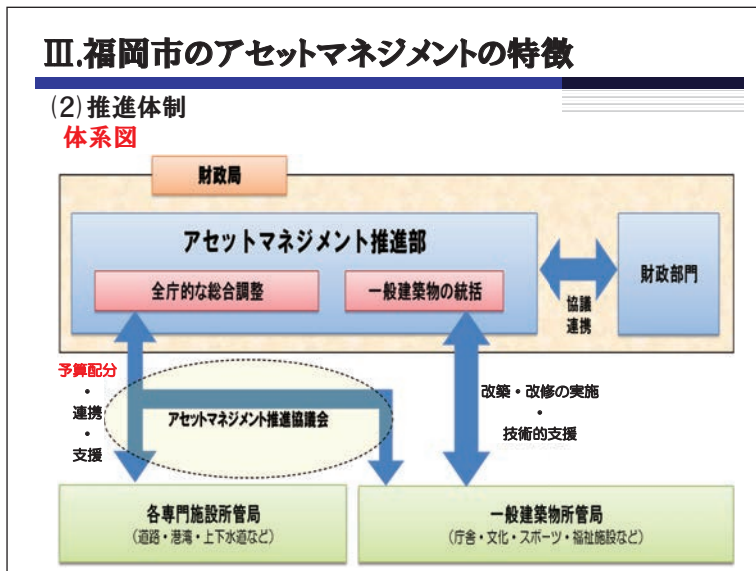 Ⅲ.福岡市のアセットマネジメントの特徴
(2)推進体制
体系図
財政局
アセットマネジメント推進部
全庁的な総合調整
一般建築物の統括
協議
連携
財政部門
予算配分
・
連携
・
支援
アセットマネジメント推進協議会
改築・改修の実施
・
技術的支援
各専門施設所管局
(道路・港湾・上下水道など)
一般建築物所管局
(庁舎・文化・スポーツ・福祉施設など)